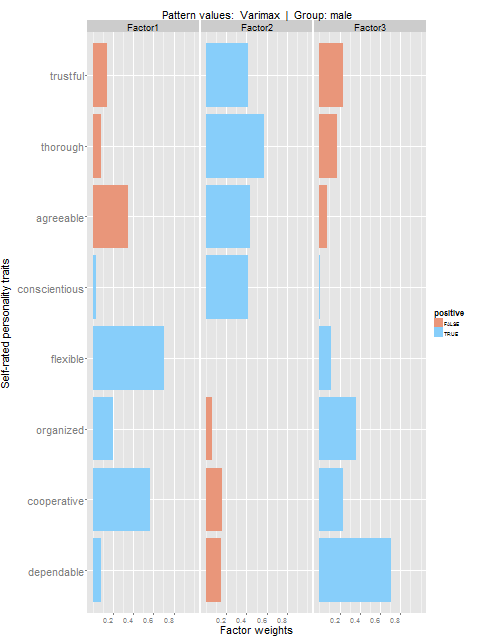 Pattern values: Varimax | Group: male
Factor1 Factor2 Factor3
trustful
thorough
agreeable
conscientious
flexible
organized
cooperative
dependable
Self-rated personality traits
0.2 0.4 0.6 0.8 0.2 0.4 0.6 0.8 0.2 0.4 0.6 0.8
Factor weights
positive
FALSE
TRUE